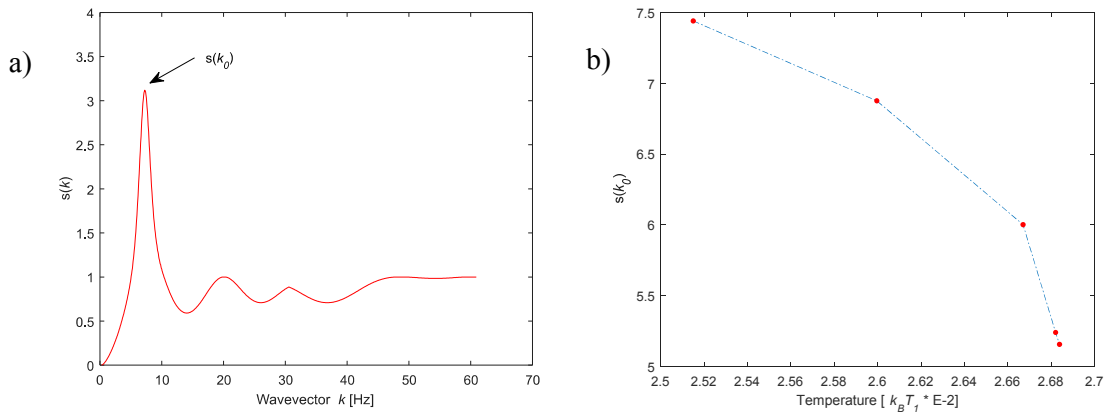 a)
s(k)
4
3.5
3
2.5
2
1.5
1
0.5
0
s(k0)
0 10 20 30 40 50 60 70
Wavevector k [Hz]
b)
s(k0)
7.5
7
6.5
6
5.5
5
2.5 2.52 2.54 2.56 2.58 2.6 2.62 2.64 2.66 2.68 2.7
Temperature [ kBT1 * E-2]